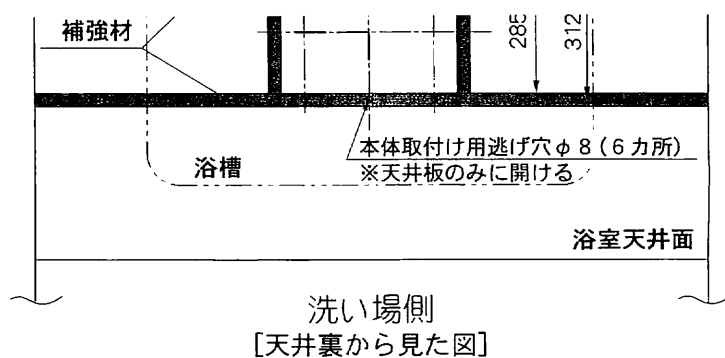 補強材
285
312
本体取付け用逃げ穴φ8(6カ所)
※天井板のみに開ける
浴槽
浴室天井面
洗い場側
[天井裏から見た図]